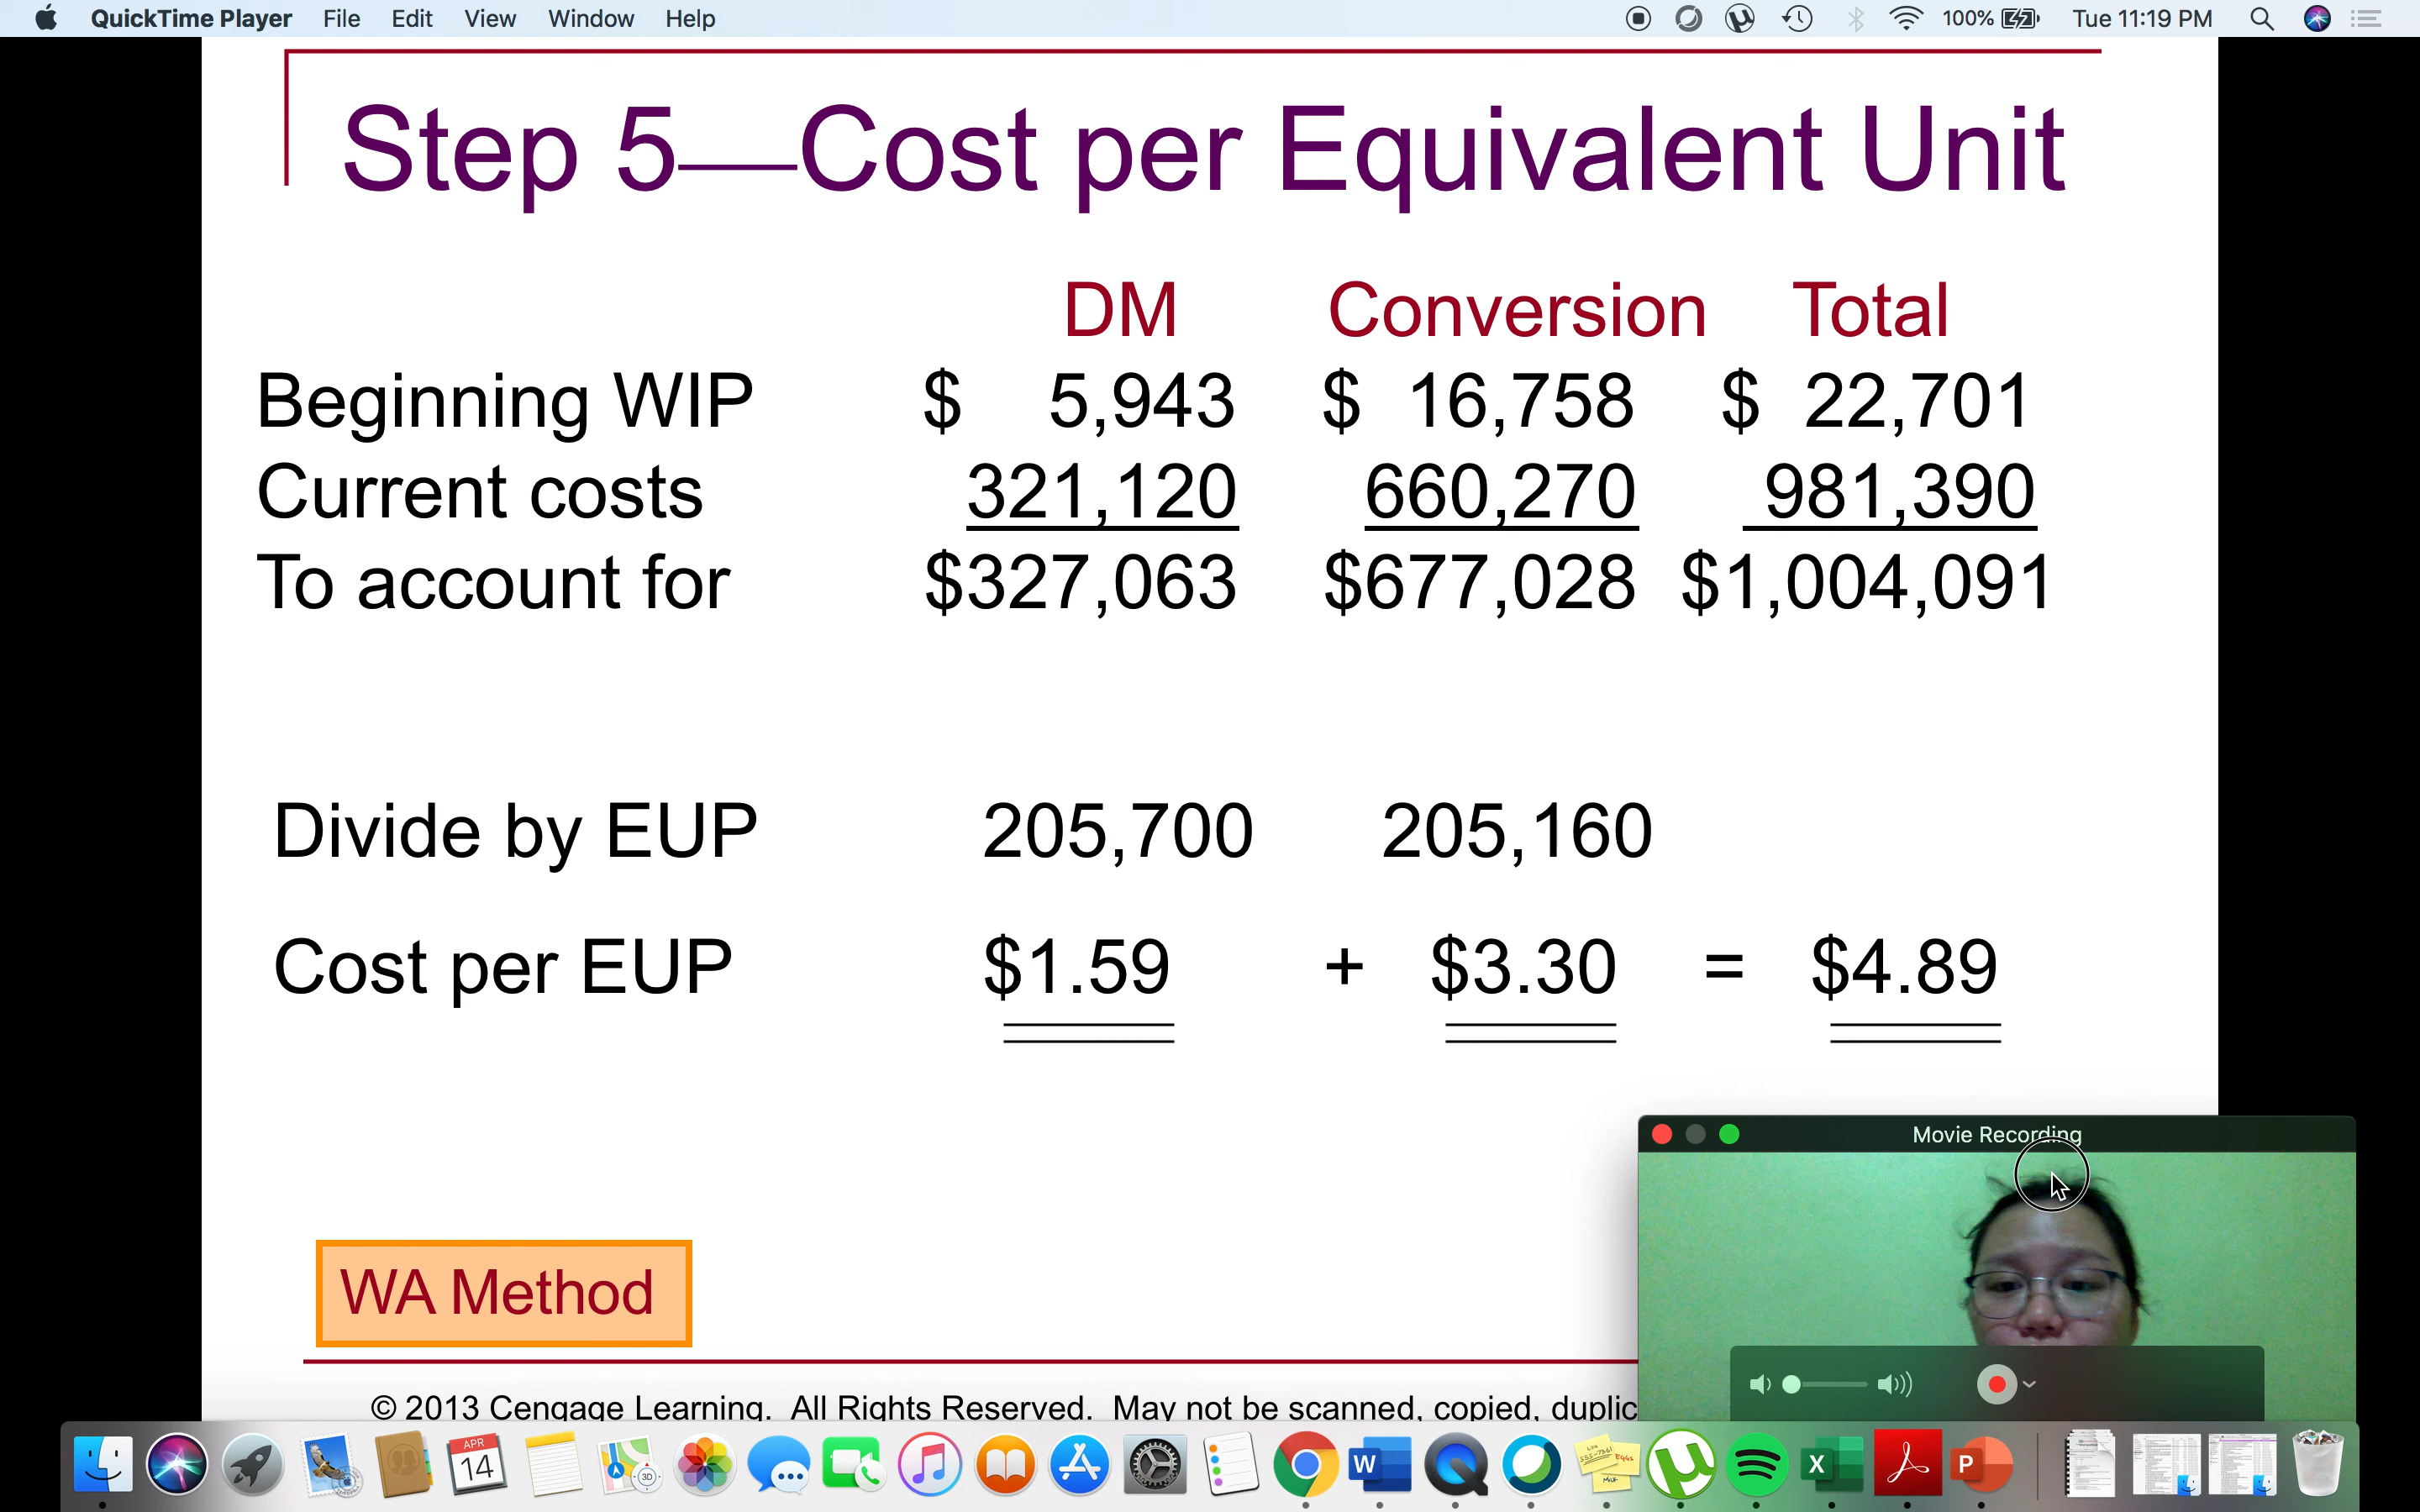 QuickTime Player File Edit View Window Help 100% Tue 11:19 PM
Step 5—Cost per Equivalent Unit
DM Conversion Total
Beginning WIP $ 5,943 $ 16,758 $ 22,701
Current costs 321,120 660,270 981,390
To account for $327,063 $677,028 $1,004,091
Divide by EUP 205,700 205,160
Cost per EUP $1.59 + $3.30 = $4.89
Movie Recording
WA Method
© 2013 Cengage Learning. All Rights Reserved. May not be scanned, copied, duplic
APR
14
3D
W
X
P